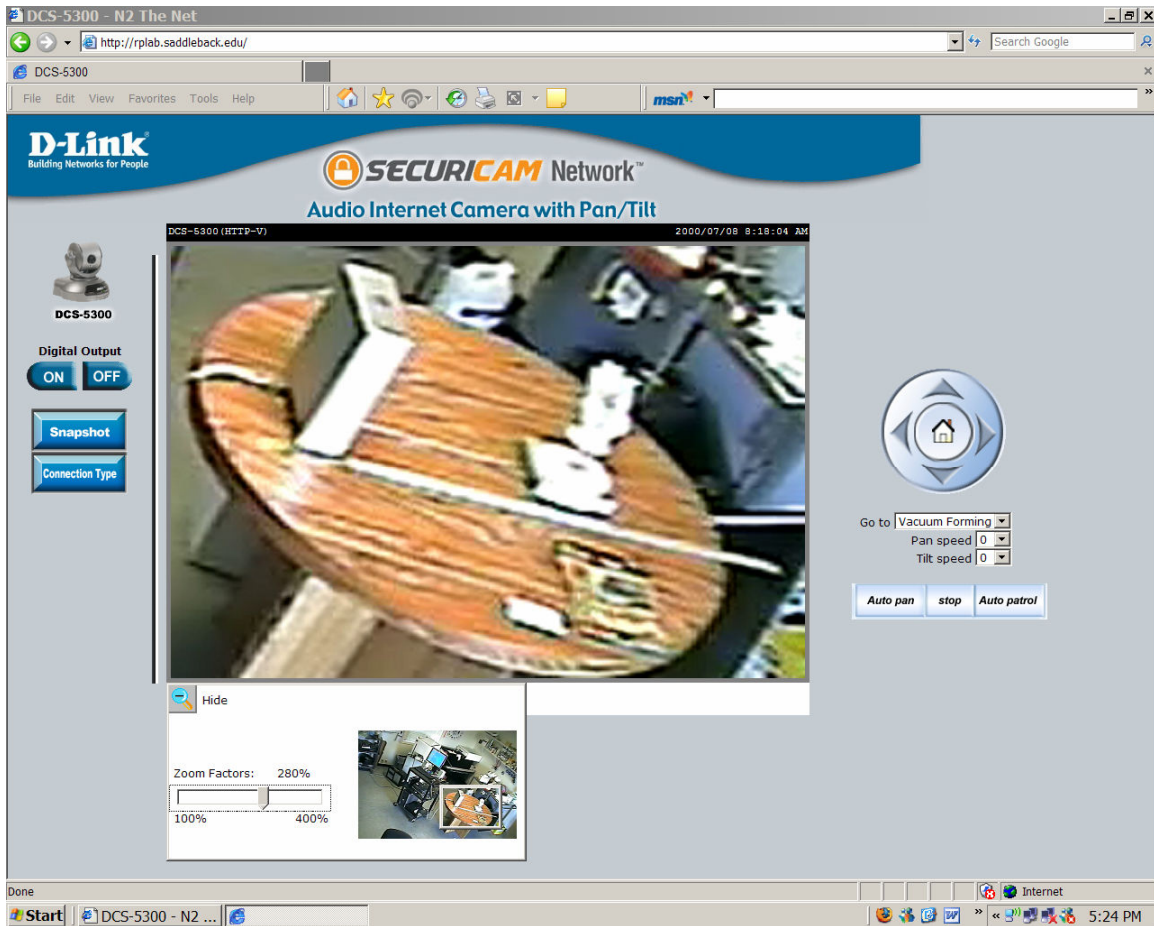 DCS-5300 - N2 The Net
http://rplab.saddleback.edu/
Search Google
DCS-5300
File Edit View Favorites Tools Help
msn
D-Link
Building Networks for People
SECURICAM Network™
Audio Internet Camera with Pan/Tilt
DCS-5300(HTTP-V) 2000/07/08 8:18:04 AM
DCS-5300
Digital Output
ON OFF
Snapshot
Connection Type
Go to Vacuum Forming
Pan speed 0
Tilt speed 0
Auto pan stop Auto patrol
Hide
Zoom Factors: 280%
100% 400%
Done Internet
Start DCS-5300 - N2 ... 5:24 PM